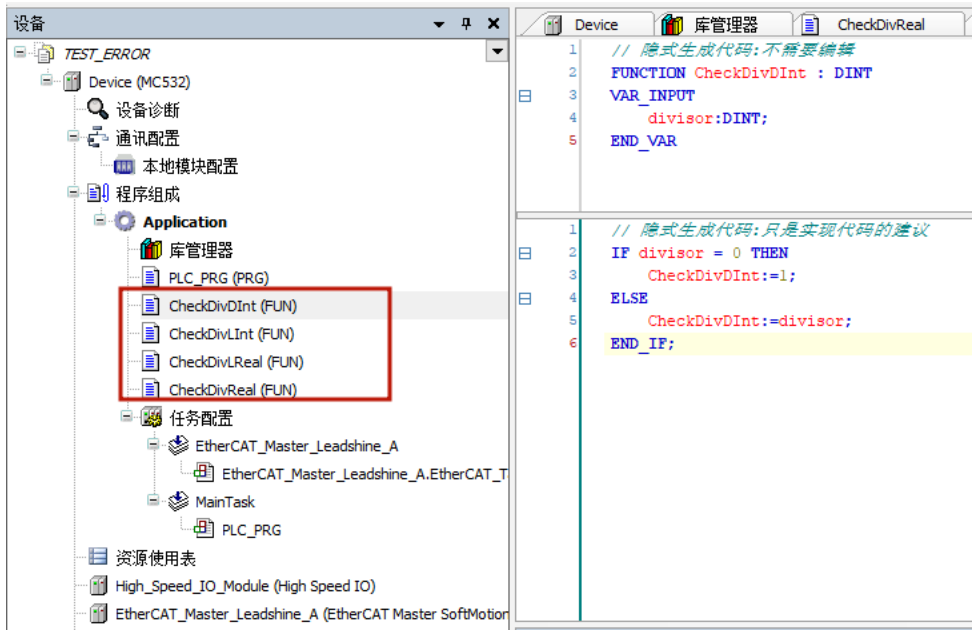 设备
TEST_ERROR
Device (MC532)
设备诊断
通讯配置
本地模块配置
程序组成
Application
库管理器
PLC_PRG (PRG)
CheckDivDInt (FUN)
CheckDivLInt (FUN)
CheckDivLReal (FUN)
CheckDivReal (FUN)
任务配置
EtherCAT_Master_Leadshine_A
EtherCAT_Master_Leadshine_A.EtherCAT_T
MainTask
PLC_PRG
资源使用表
High_Speed_IO_Module (High Speed IO)
EtherCAT_Master_Leadshine_A (EtherCAT Master SoftMotion
Device 库管理器 CheckDivReal
1 // 隐式生成代码:不需要编辑
2 FUNCTION CheckDivDInt : DINT
3 VAR_INPUT
4 divisor:DINT;
5 END_VAR
1 // 隐式生成代码:只是实现代码的建议
2 IF divisor = 0 THEN
3 CheckDivDInt:=1;
4 ELSE
5 CheckDivDInt:=divisor;
6 END_IF;